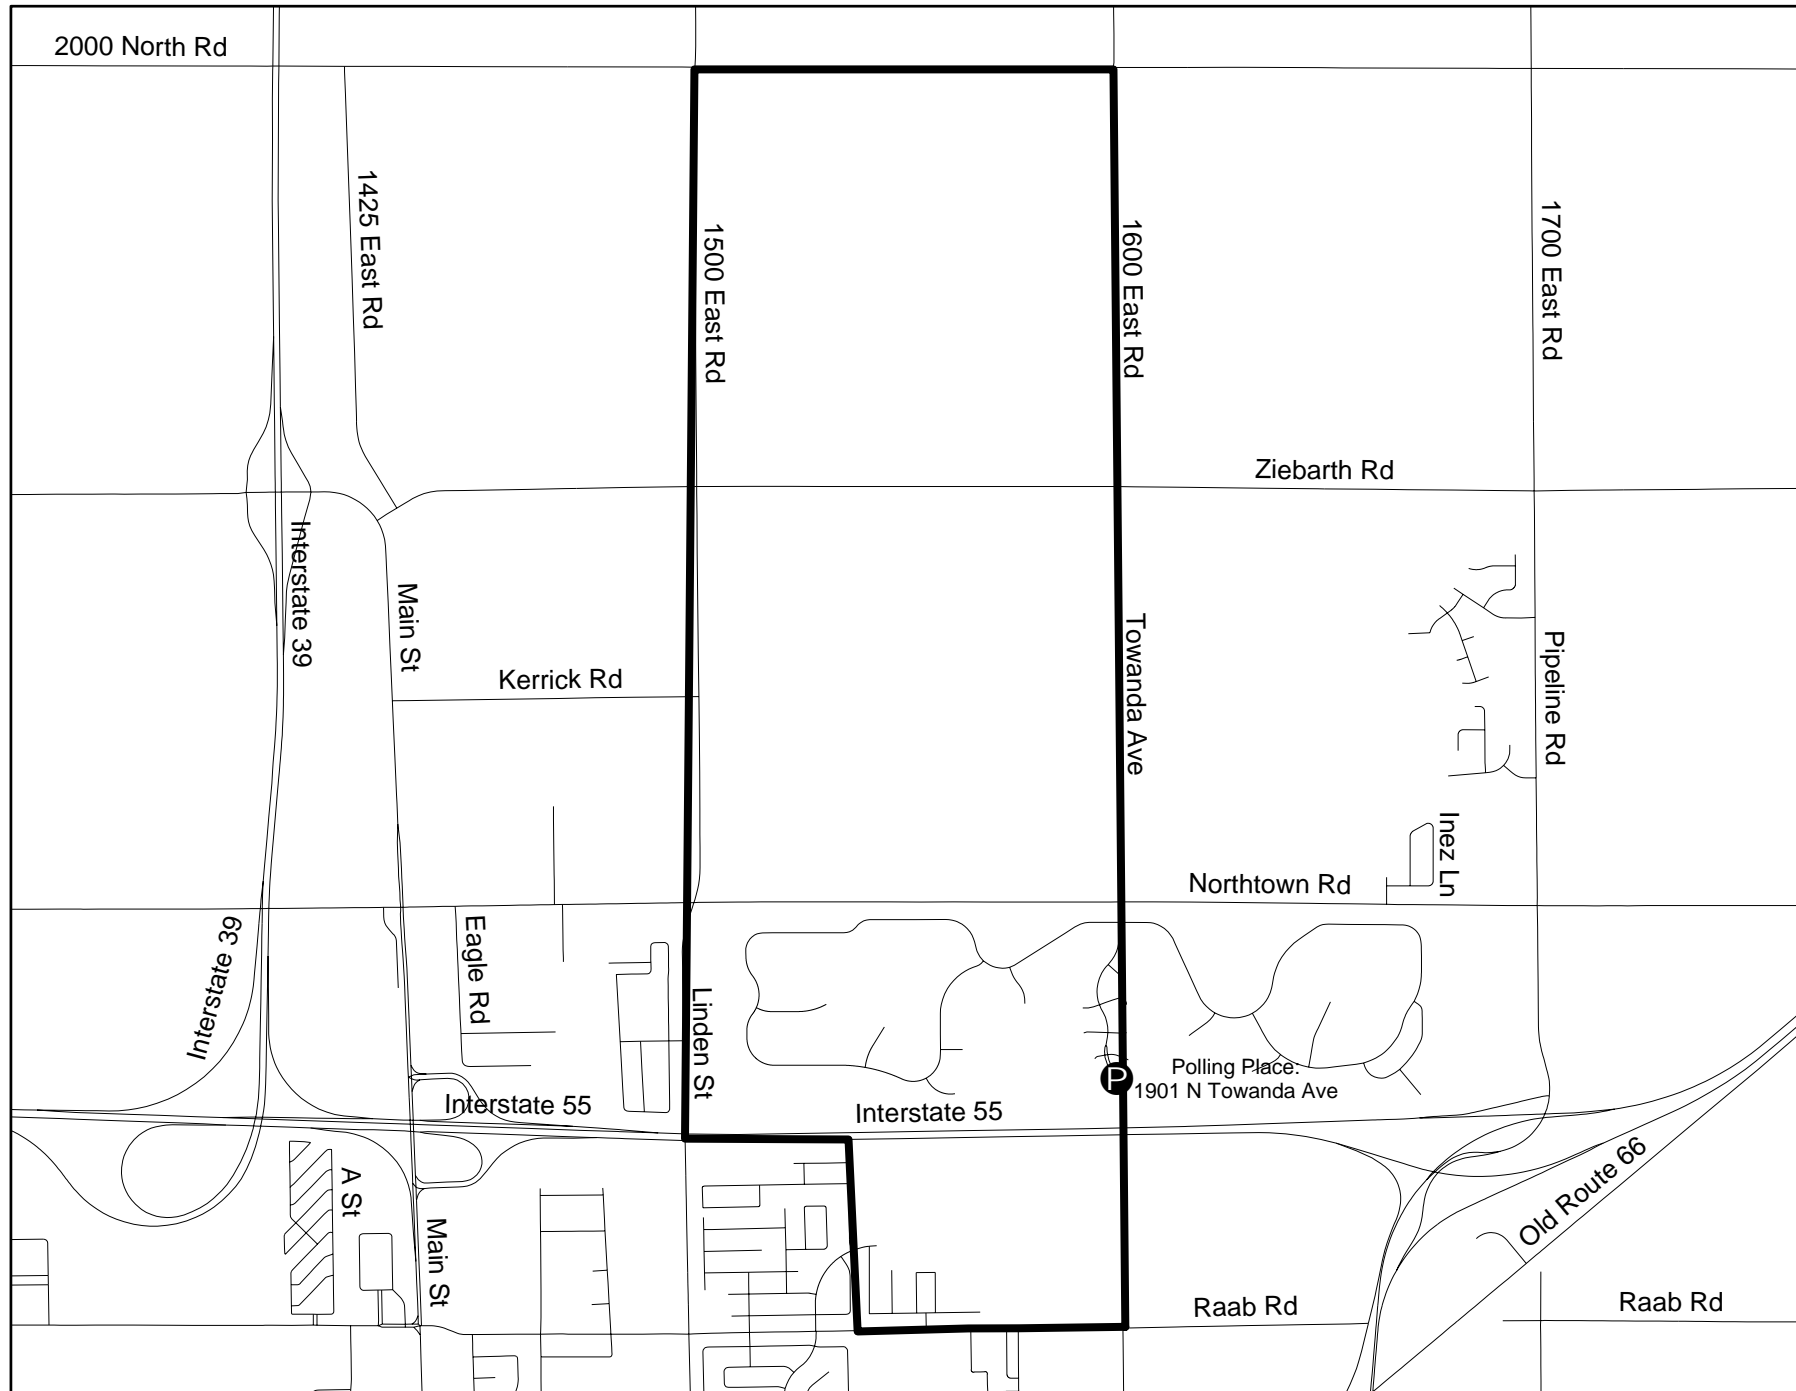 2000 North Rd
1425 East Rd
1500 East Rd
1600 East Rd
1700 East Rd
Ziebarth Rd
Interstate 39
Main St
Kerrick Rd
Towanda Ave
Pipeline Rd
Inez Ln
Northtown Rd
Interstate 39
Eagle Rd
Linden St
P
Polling Place:
1901 N Towanda Ave
Interstate 55
Interstate 55
A St
Main St
Old Route 66
Raab Rd
Raab Rd